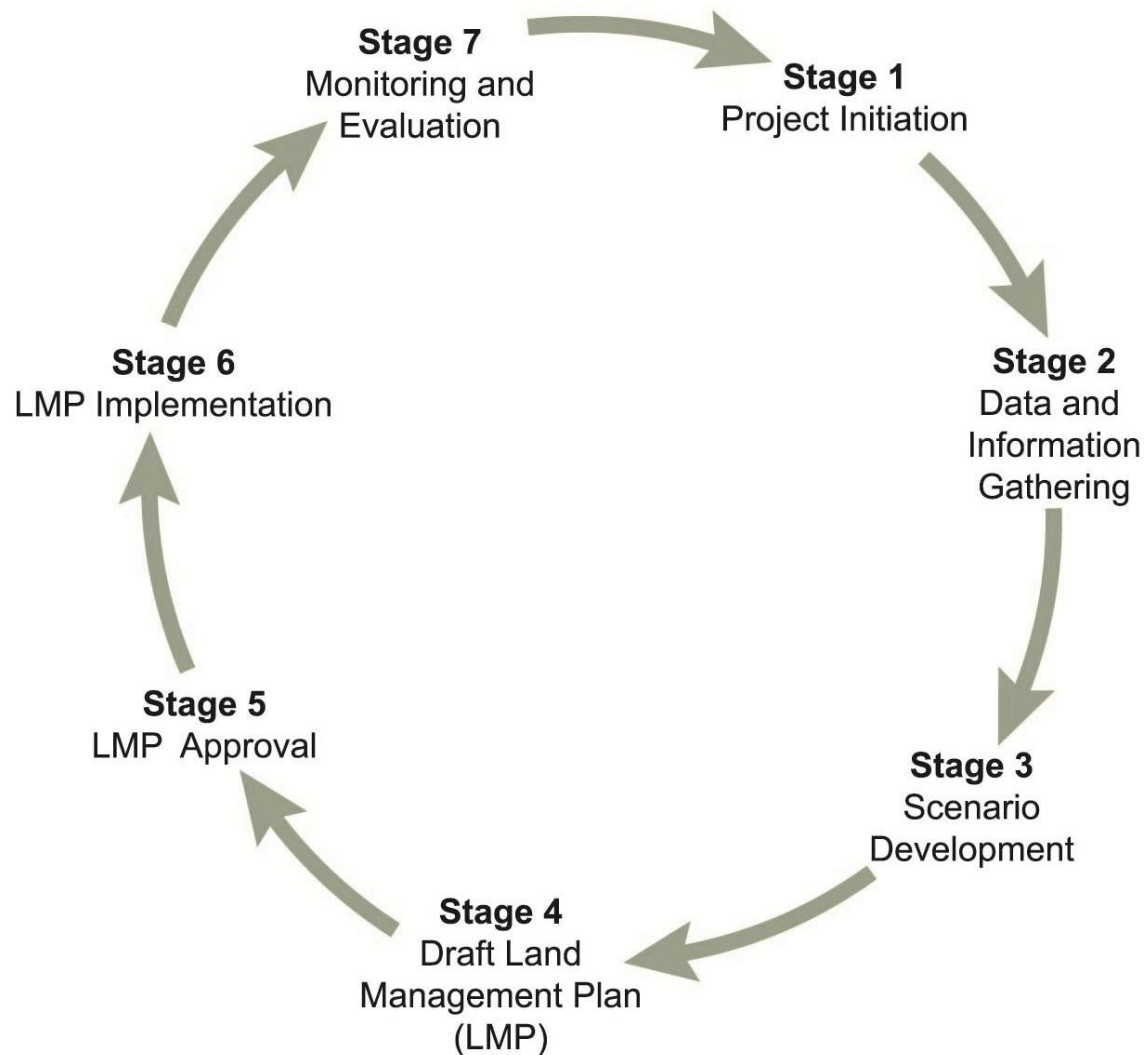 Stage 1
Project Initiation
Stage 2
Data and
Information
Gathering
Stage 3
Scenario
Development
Stage 4
Draft Land
Management Plan
(LMP)
Stage 5
LMP Approval
Stage 6
LMP Implementation
Stage 7
Monitoring and
Evaluation